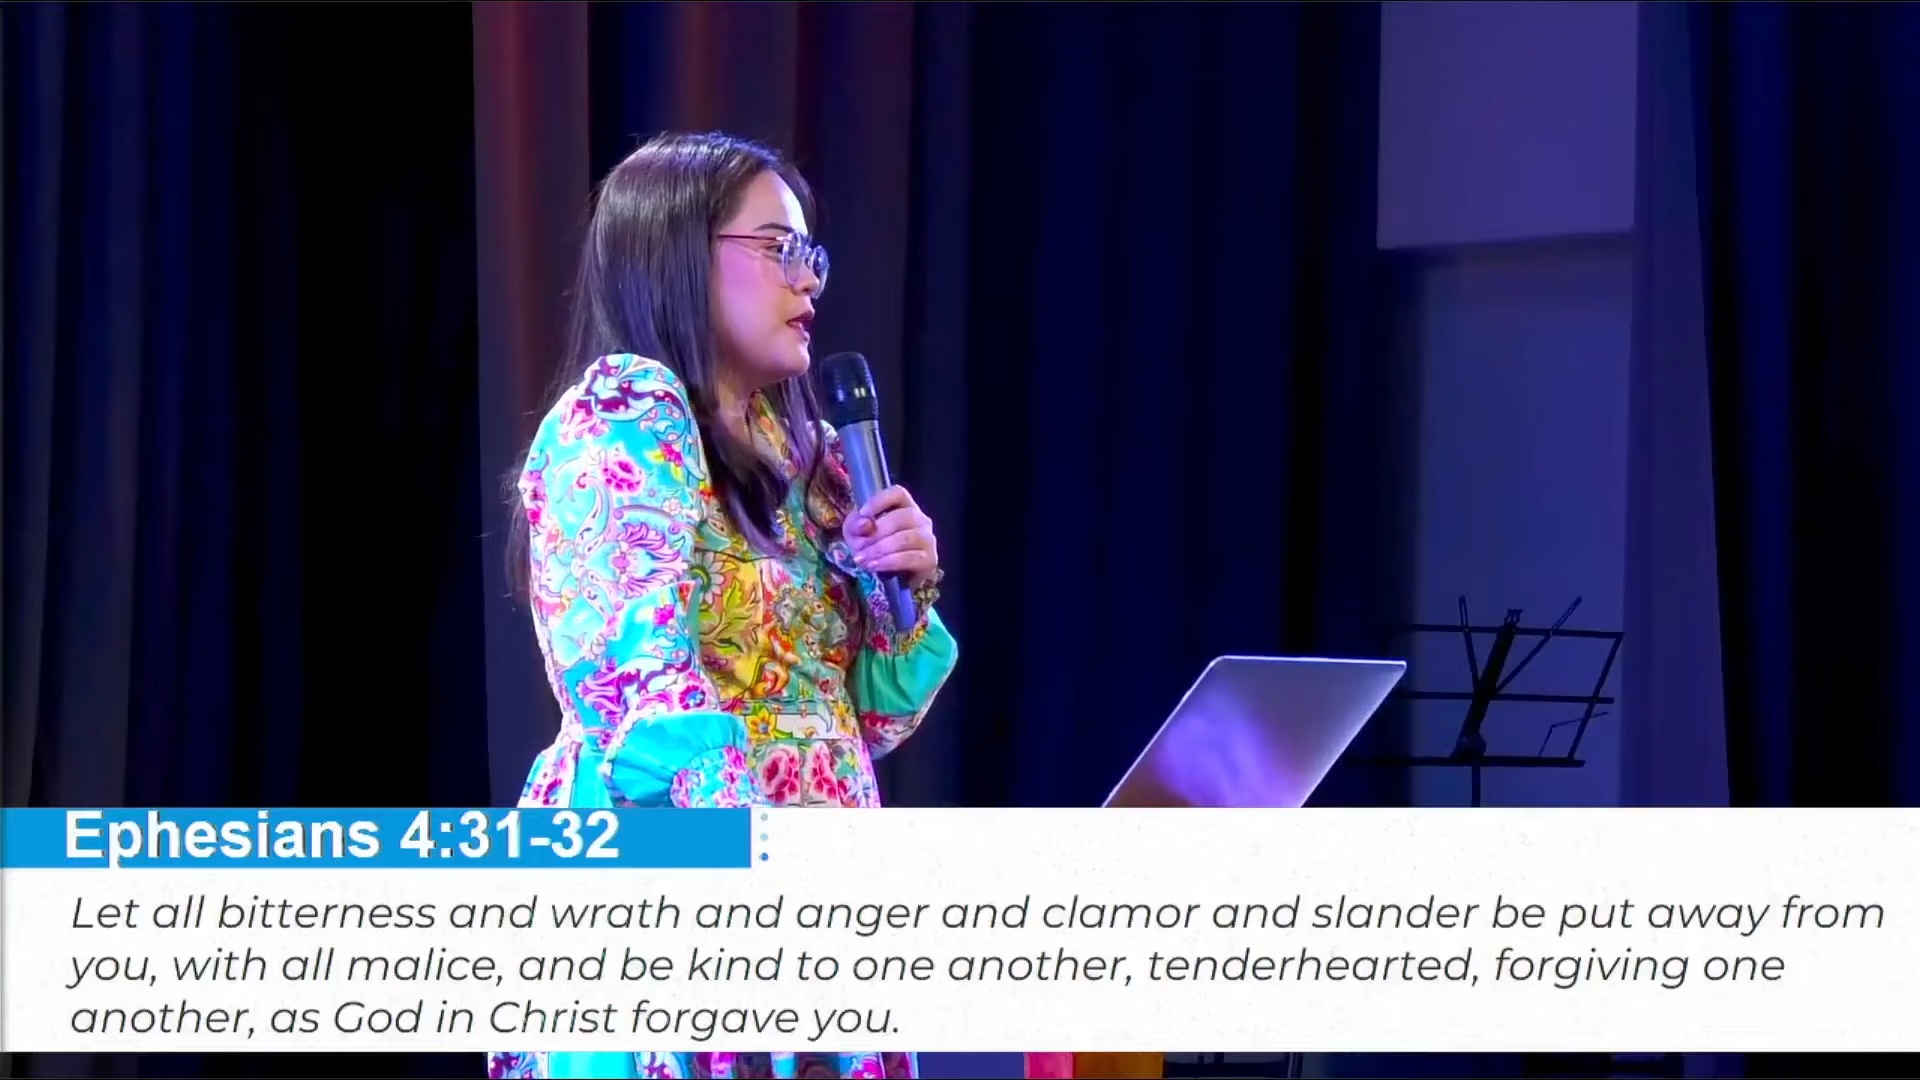 Ephesians 4:31-32
Let all bitterness and wrath and anger and clamor and slander be put away from
you, with all malice, and be kind to one another, tenderhearted, forgiving one
another, as God in Christ forgave you.